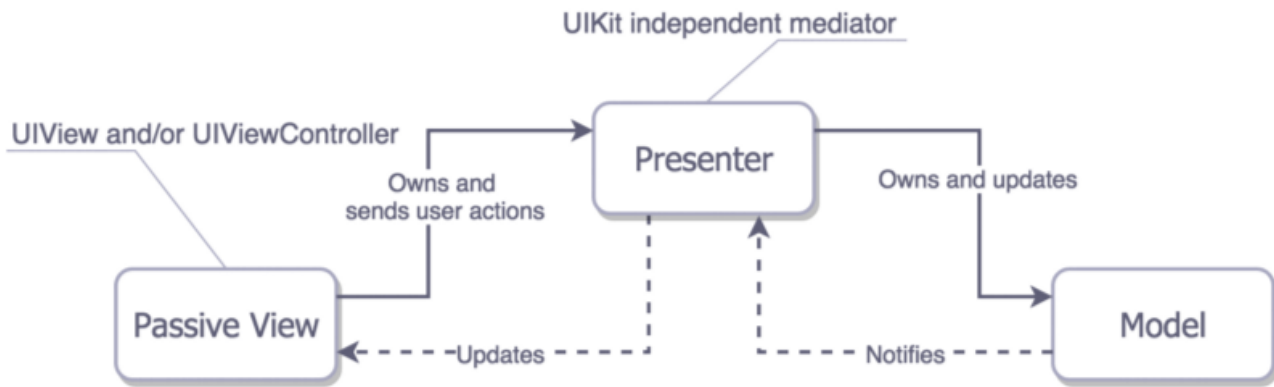 UIKit independent mediator
UIView and/or UIViewController
Presenter
Owns and
sends user actions
Owns and updates
Passive View
Model
Updates
Notifies